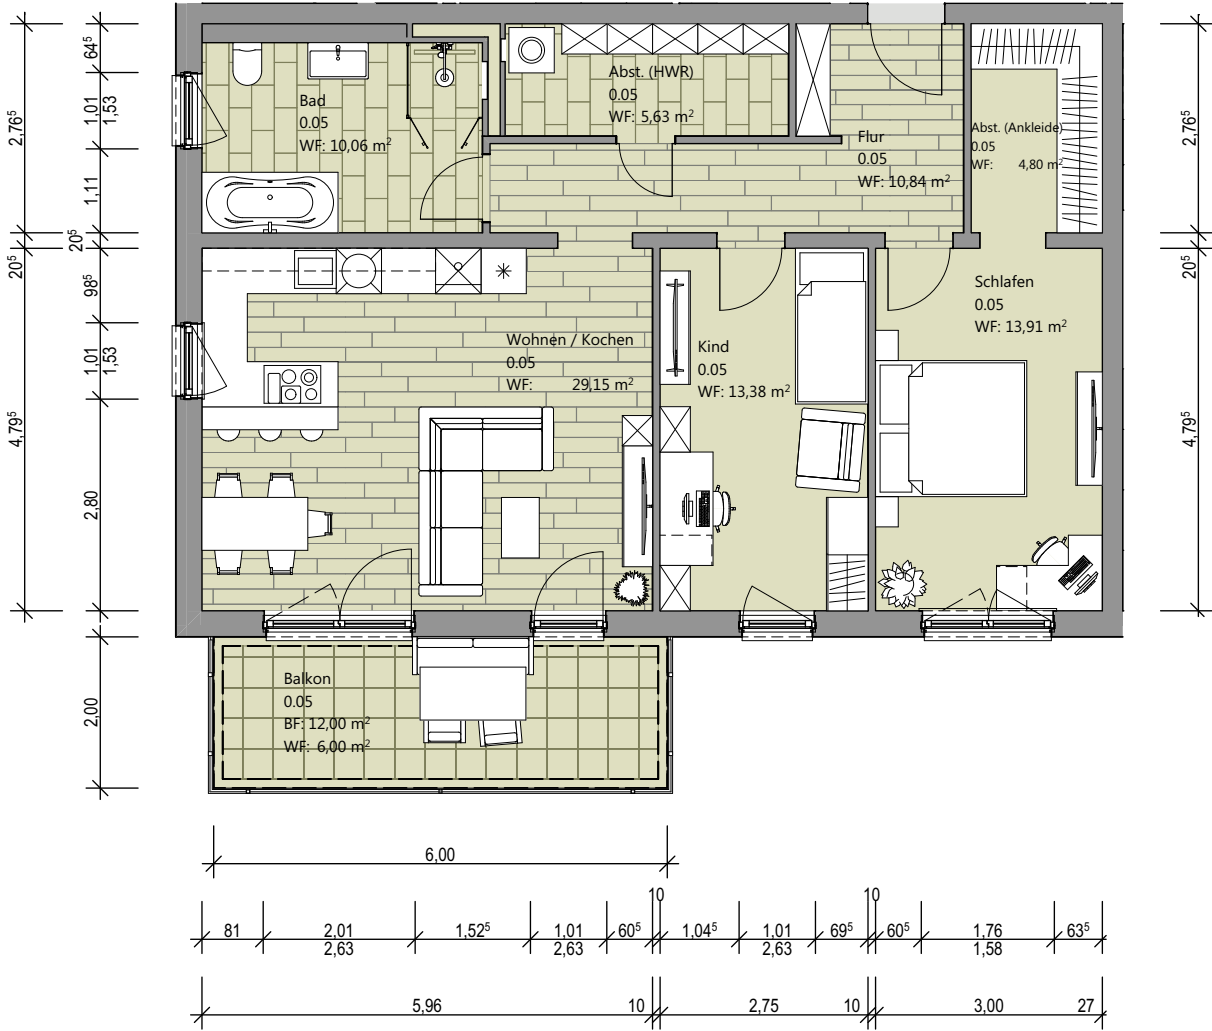 Bad
0.05
WF: 10,06 m²
Abst. (HWR)
0.05
WF: 5,63 m²
Flur
0.05
WF: 10,84 m²
Abst. (Ankleide)
0.05
WF: 4,80 m²
Wohnen / Kochen
0.05
WF: 29,15 m²
Kind
0.05
WF: 13,38 m²
Schlafen
0.05
WF: 13,91 m²
Balkon
0.05
BF: 12,00 m²
WF: 6,00 m²
2,76⁵
20⁵
4,79⁵
64⁵
1,01
1,53
1,11
20⁵
98⁵
1,01
1,53
2,80
2,00
2,76⁵
20⁵
4,79⁵
6,00
10
10
81
2,01
2,63
1,52⁵
1,01
2,63
60⁵
1,04⁵
1,01
2,63
69⁵
60⁵
1,76
1,58
63⁵
5,96
10
2,75
10
3,00
27